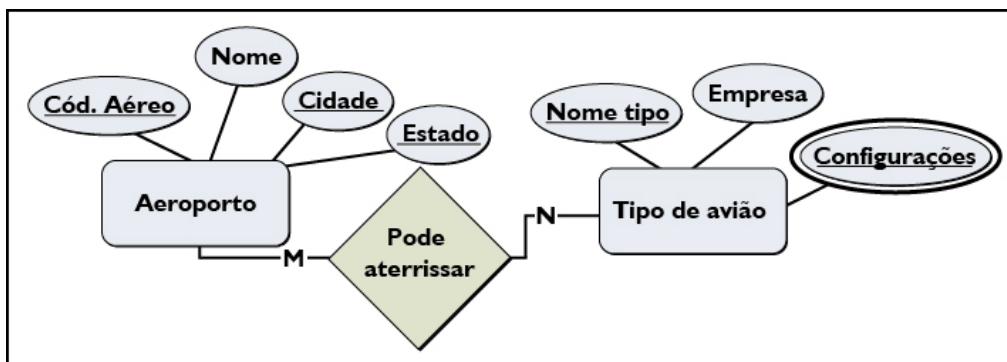 Nome
Cód. Aéreo
Cidade
Estado
Aeroporto
M
Pode
aterrissar
N
Nome tipo
Empresa
Configurações
Tipo de avião